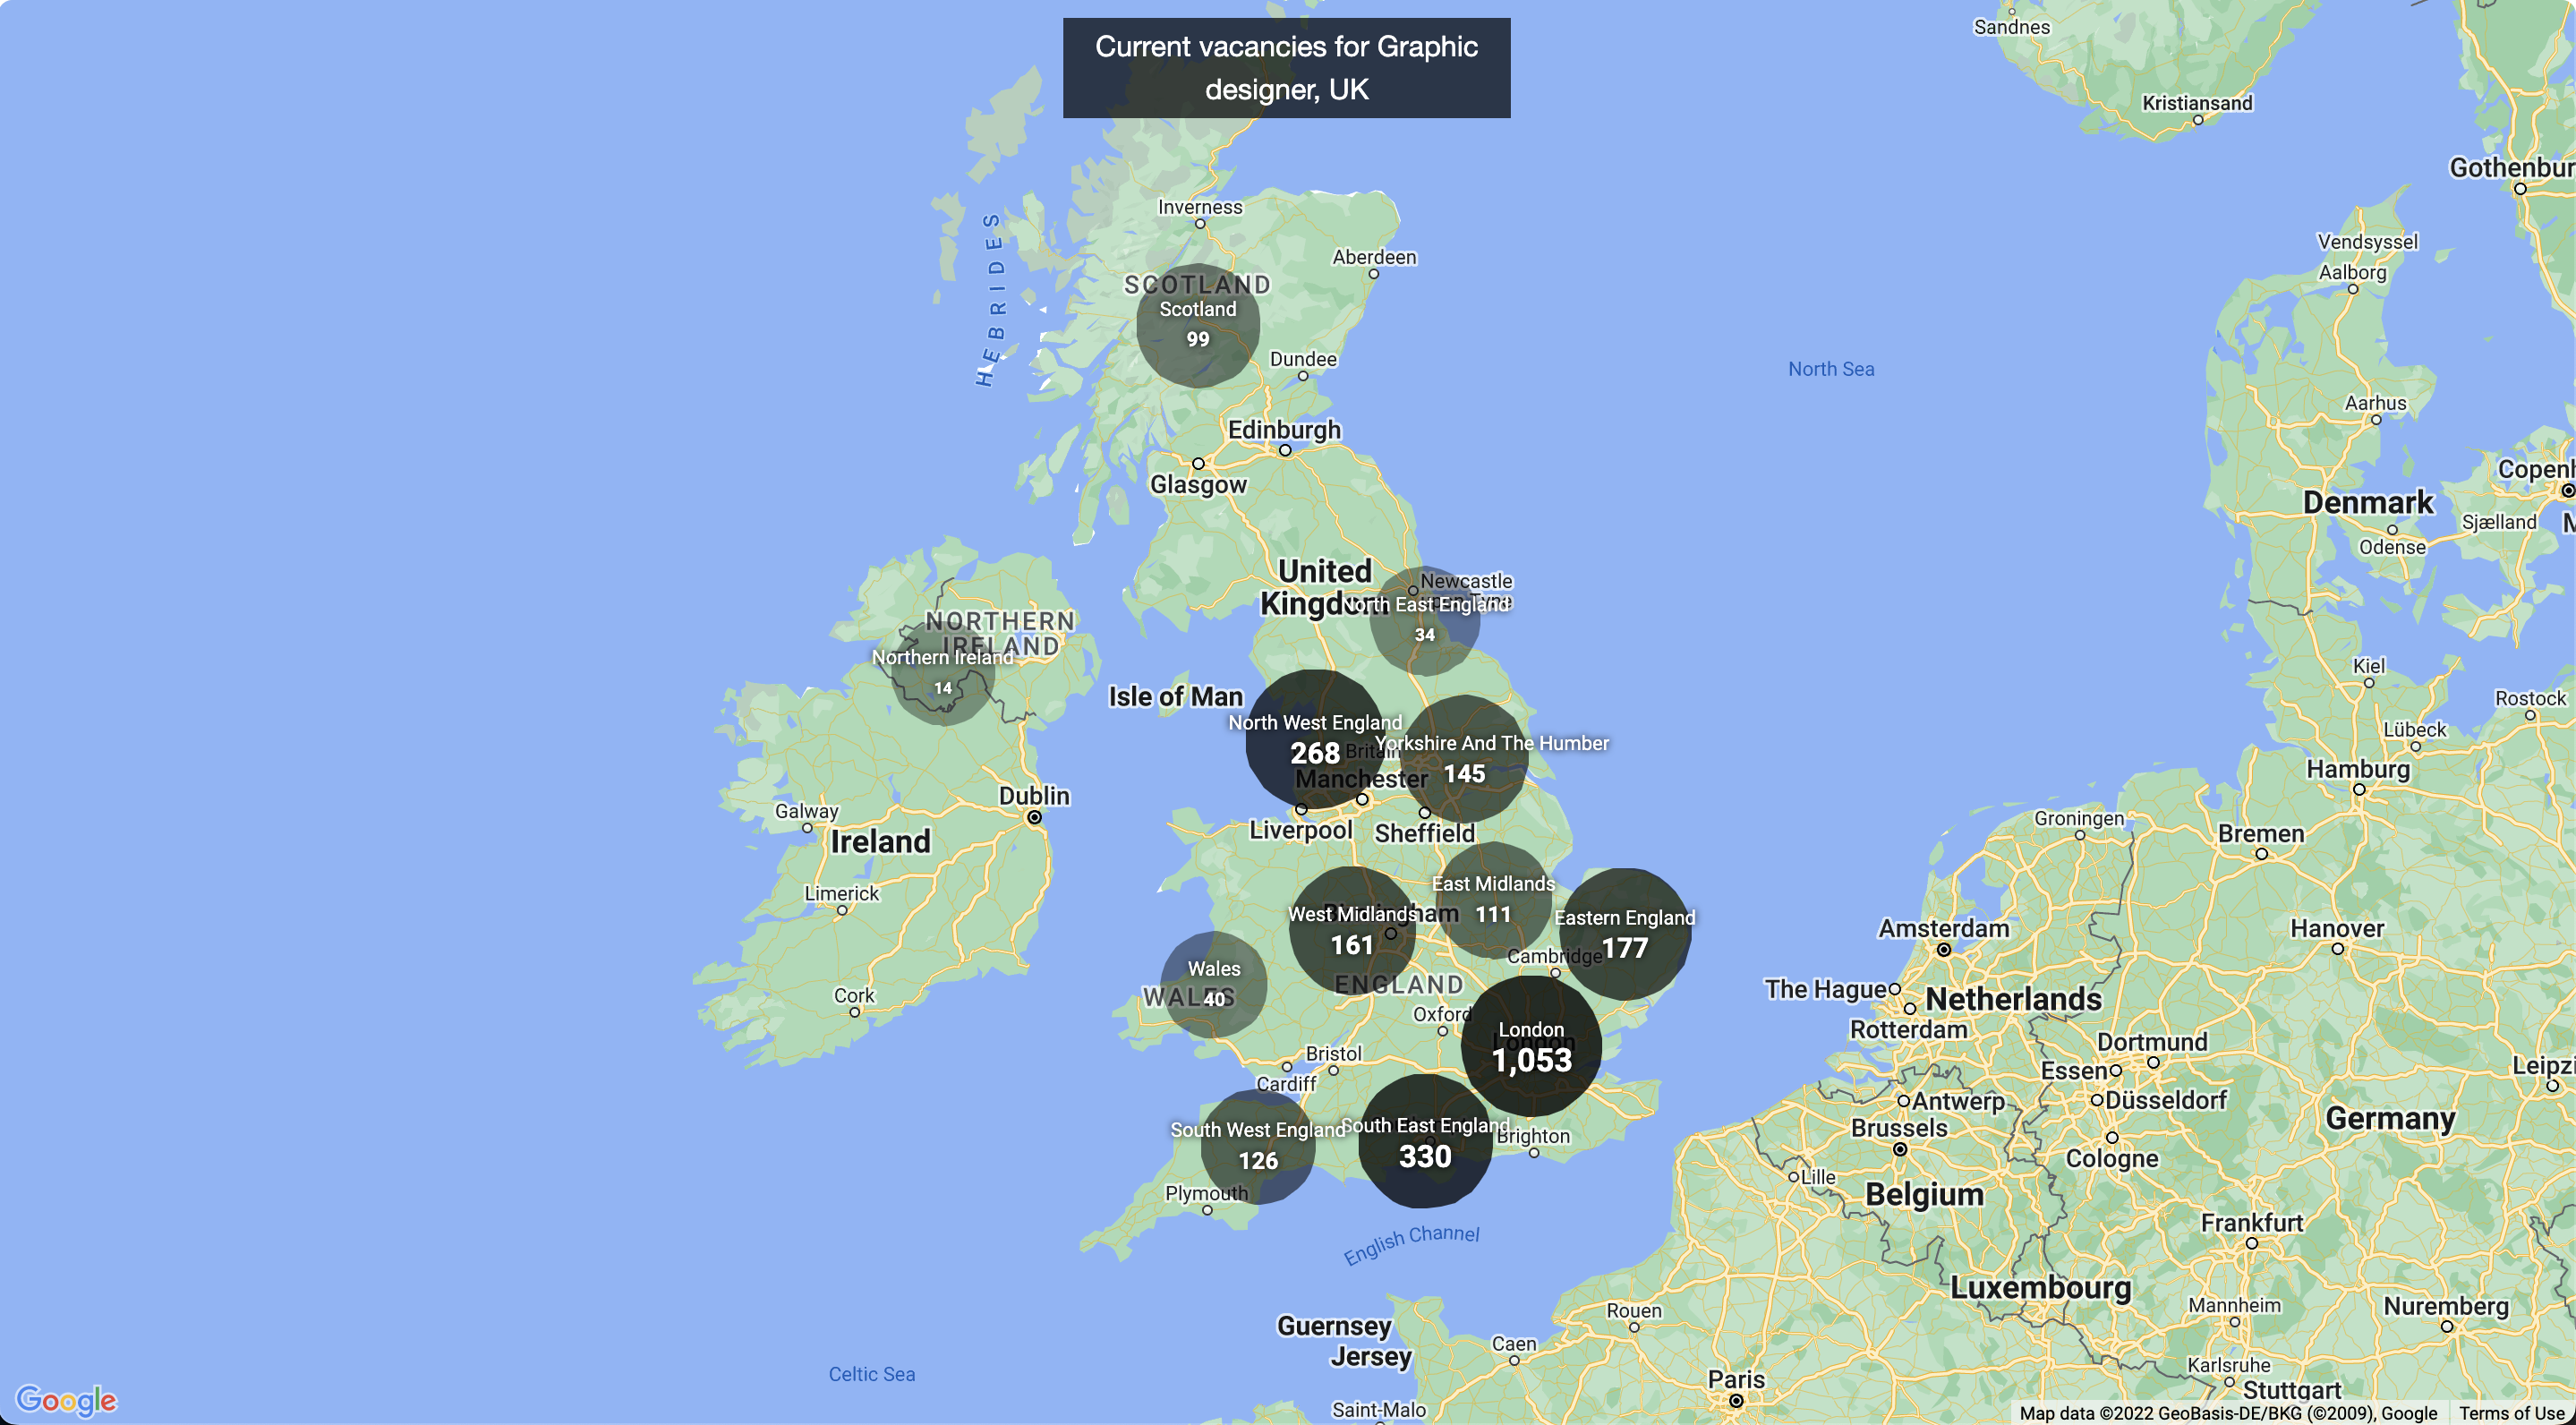 Current vacancies for Graphic
designer, UK
Sandnes
Kristiansand
Gothenbur
Inverness
HEBRIDES
Aberdeen
Vendsyssel
Aalborg
SCOTLAND
Scotland
99
Dundee
North Sea
Aarhus
Edinburgh
Glasgow
Copenh
Denmark
Sjælland
M
Odense
United
Kingdom
Newcastle
upon Tyne
North East England
34
NORTHERN
IRELAND
Northern Ireland
14
Kiel
Isle of Man
Rostock
North West England
268
Britain
Yorkshire And The Humber
145
Lübeck
Manchester
Hamburg
Dublin
Galway
Ireland
Liverpool
Sheffield
Groningen
Bremen
Limerick
East Midlands
111
West Midlands
161
Birmingham
Eastern England
177
Amsterdam
Hanover
Cambridge
Wales
40
WALES
ENGLAND
The Hague
Netherlands
Cork
Oxford
Rotterdam
London
London
1,053
Dortmund
Bristol
Essen
Leipzi
Cardiff
Antwerp
Düsseldorf
Germany
South West England
126
South East England
330
Brighton
Brussels
Cologne
Plymouth
Lille
Belgium
English Channel
Frankfurt
Luxembourg
Guernsey
Jersey
Rouen
Mannheim
Nuremberg
Caen
Celtic Sea
Paris
Karlsruhe
Stuttgart
Google
Saint-Malo
Map data ©2022 GeoBasis-DE/BKG (©2009), Google
Terms of Use